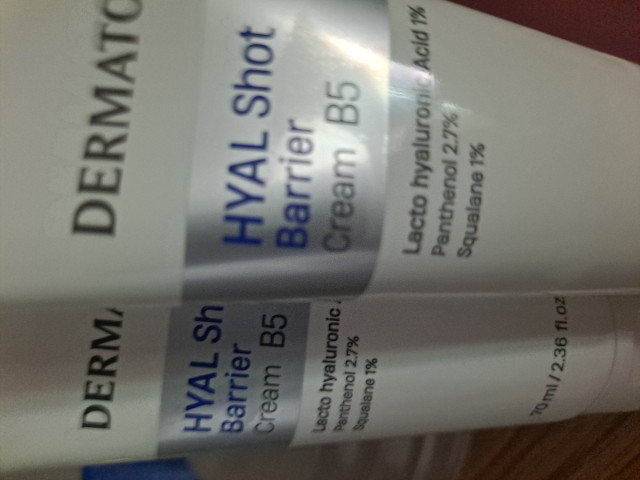 DERMATO
HYAL Shot
Barrier
Cream B5
Lacto hyaluronic Acid 1%
Panthenol 2.7%
Squalane 1%
DERMA
HYAL Sh
Barrier
Cream B5
Lacto hyaluronic
Panthenol 2.7%
Squalane 1%
70ml / 2.36 fl.oz